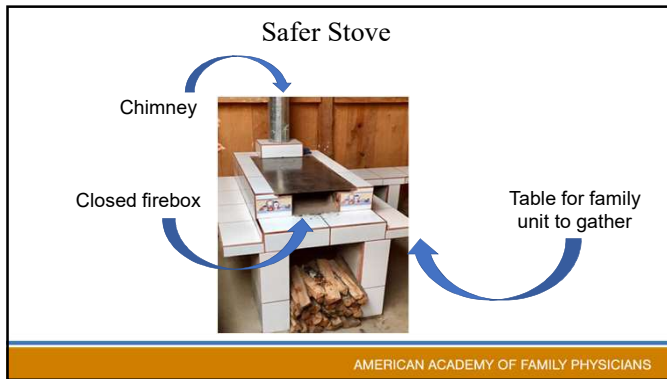 Safer Stove
Chimney
Closed firebox
Table for family
unit to gather
AMERICAN ACADEMY OF FAMILY PHYSICIANS